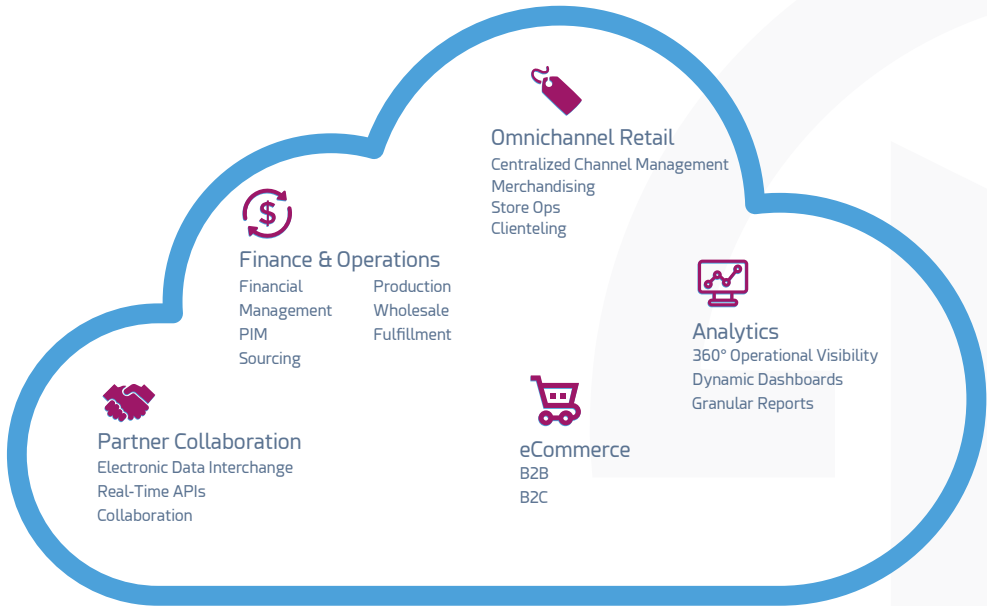 Omnichannel Retail
Centralized Channel Management
Merchandising
Store Ops
Clienteling
$
Finance & Operations
Financial
Management
PIM
Sourcing
Production
Wholesale
Fulfillment
Analytics
360° Operational Visibility
Dynamic Dashboards
Granular Reports
Partner Collaboration
Electronic Data Interchange
Real-Time APIs
Collaboration
eCommerce
B2B
B2C